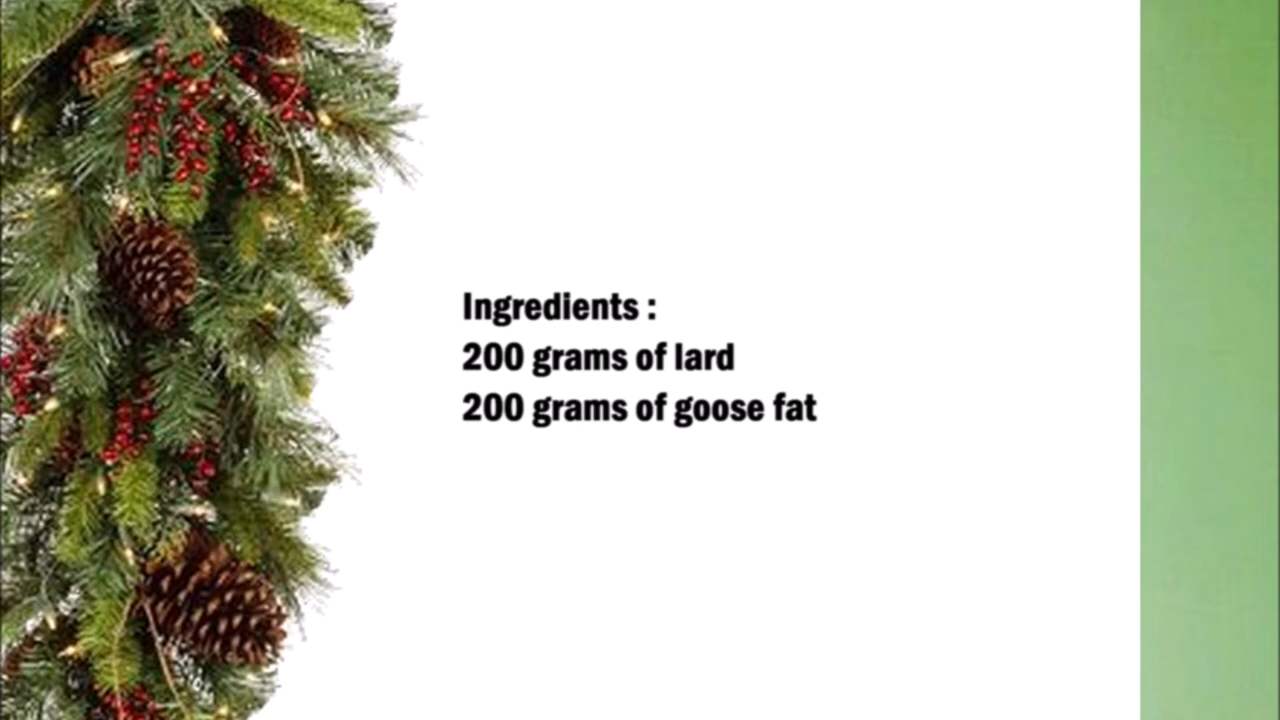 Ingredients :
200 grams of lard
200 grams of goose fat